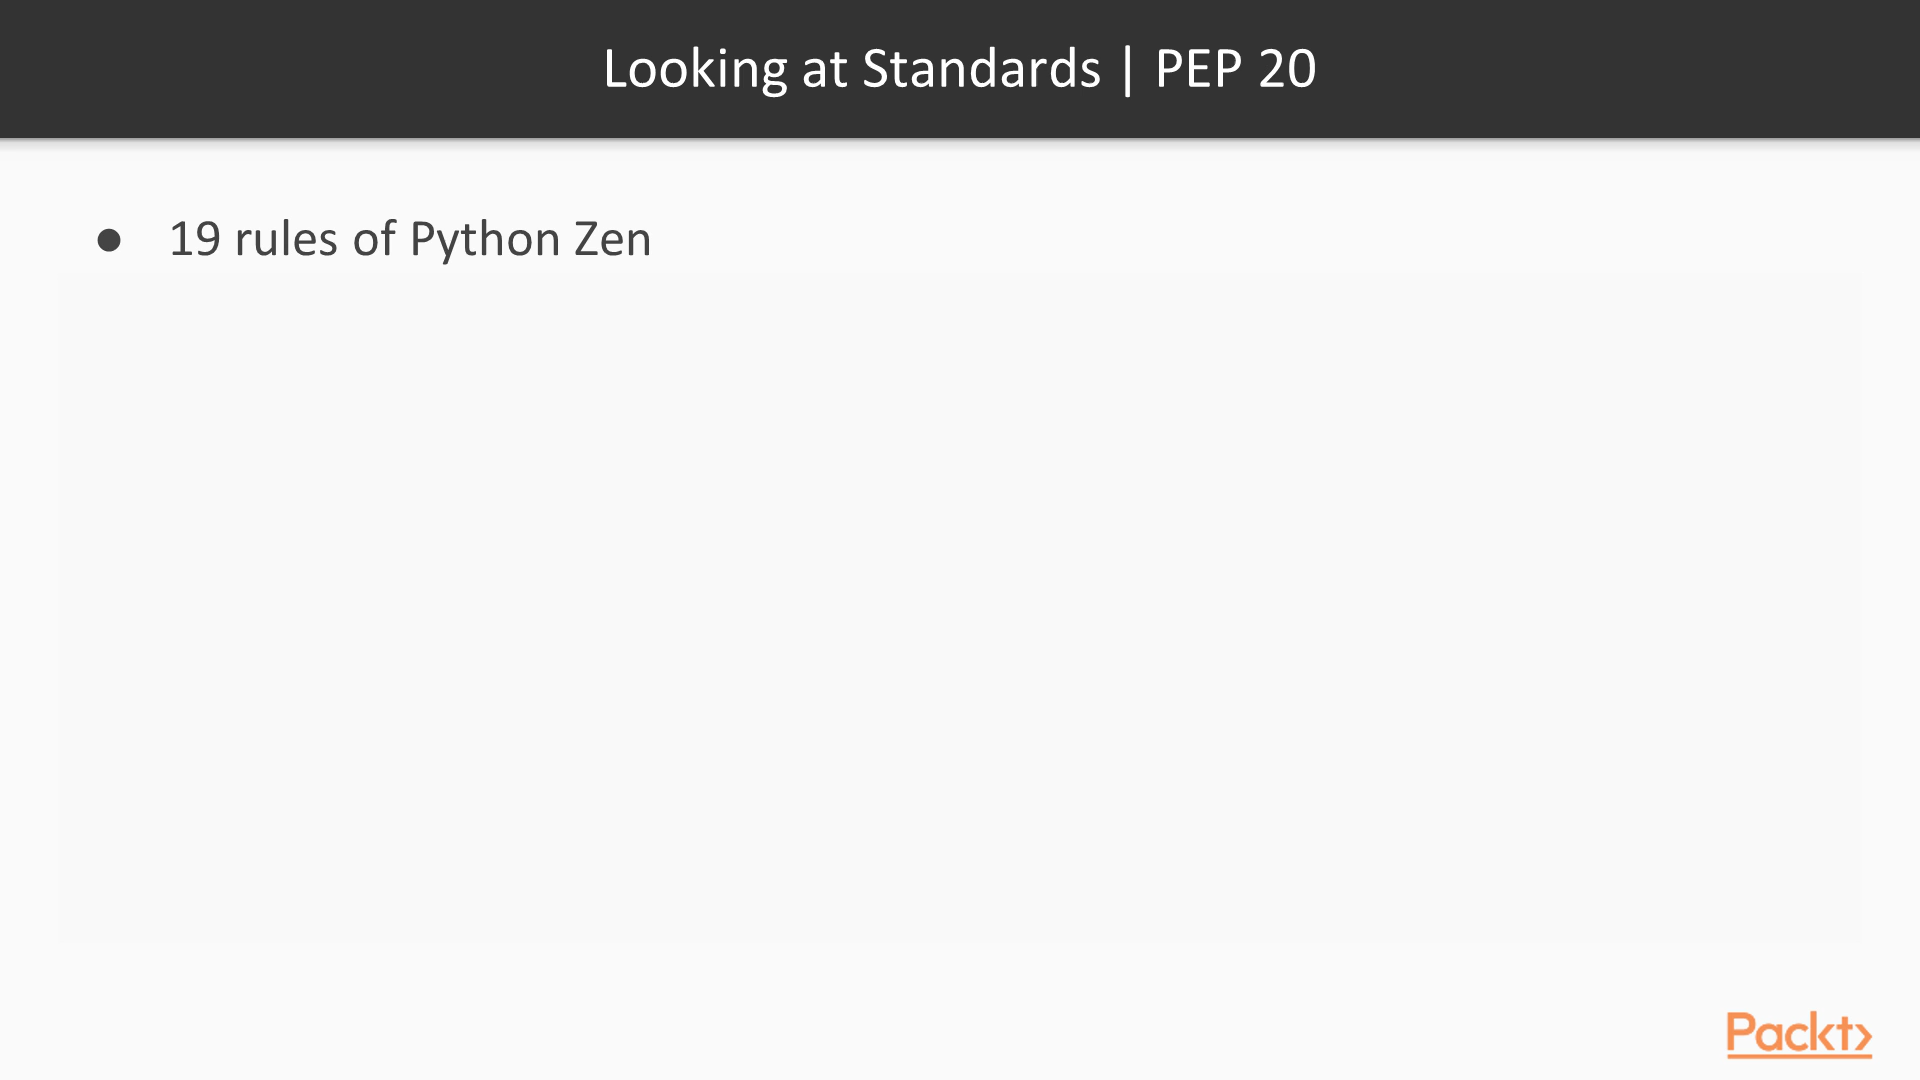 Looking at Standards | PEP 20
● 19 rules of Python Zen
Packt>